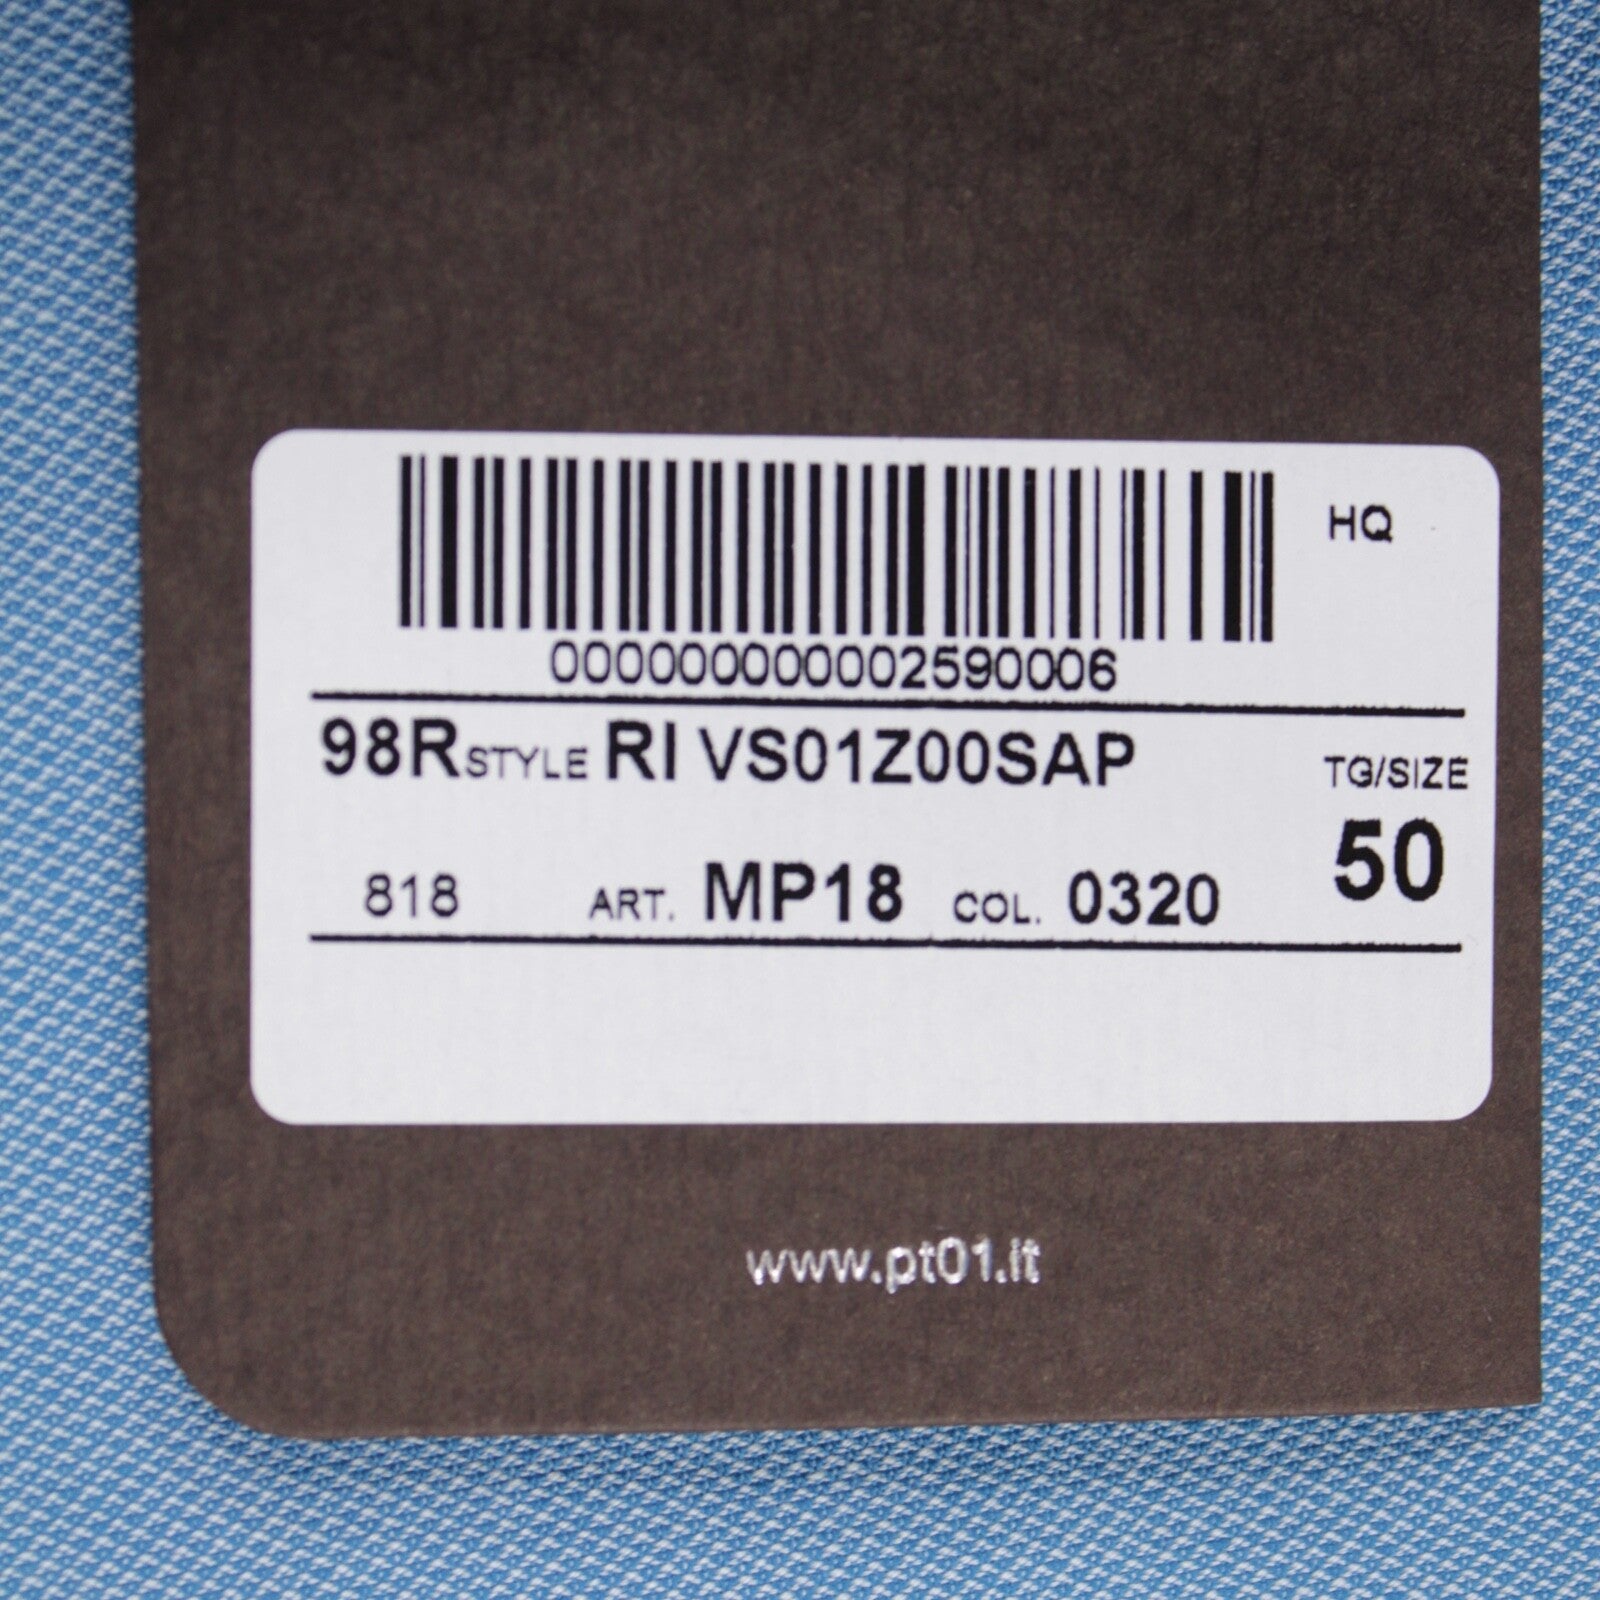 HQ
000000000002590006
98R STYLE RI VS01Z00SAP
TG/SIZE
50
818 ART. MP18 COL. 0320
www.pt01.it